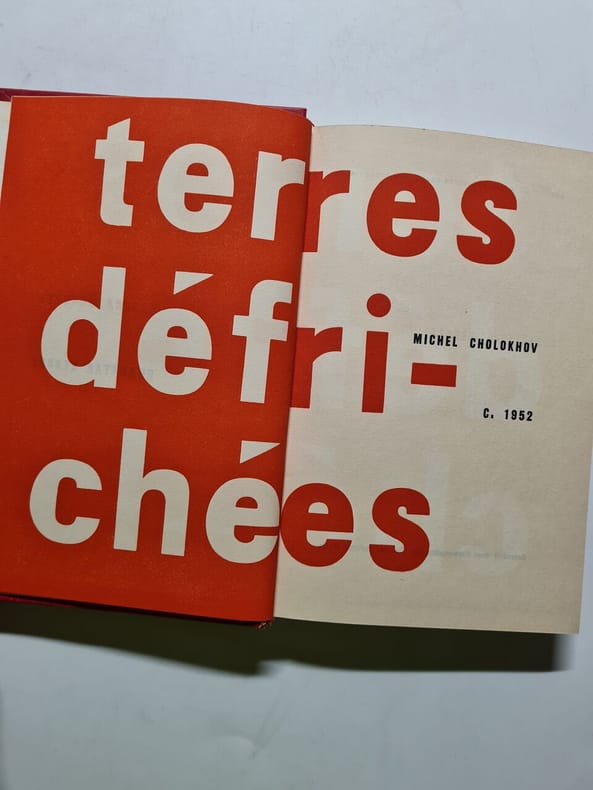 terres
défri-
MICHEL CHOLOKHOV
C. 1952
chées